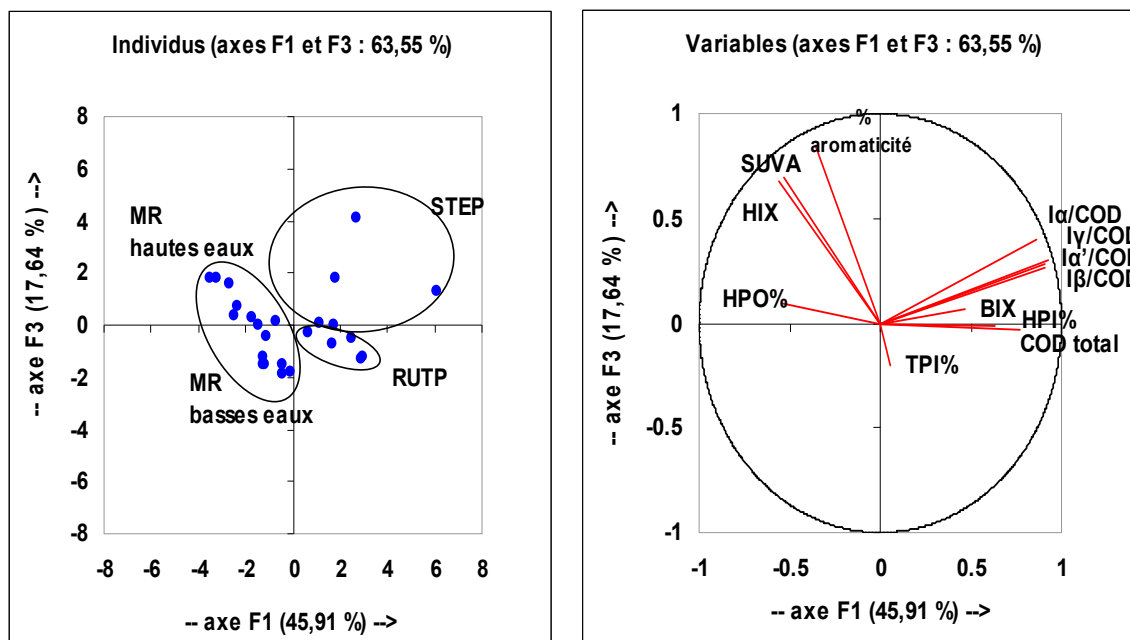 Individus (axes F1 et F3 : 63,55 %)
8
6
4
2
0
-2
-4
-6
-8
-8 -6 -4 -2 0 2 4 6 8
-- axe F3 (17,64 %) -->
-- axe F1 (45,91 %) -->
MR
hautes eaux
STEP
MR
basses eaux
RUTP
Variables (axes F1 et F3 : 63,55 %)
1
0.5
0
-0.5
-1
-1 -0.5 0 0.5 1
-- axe F3 (17,64 %) -->
-- axe F1 (45,91 %) -->
%
aromaticité
SUVA
HIX
HPO%
Iα/COD
Iγ/COD
Iα'/COD
Iβ/COD
BIX
HPI%
COD total
TPI%